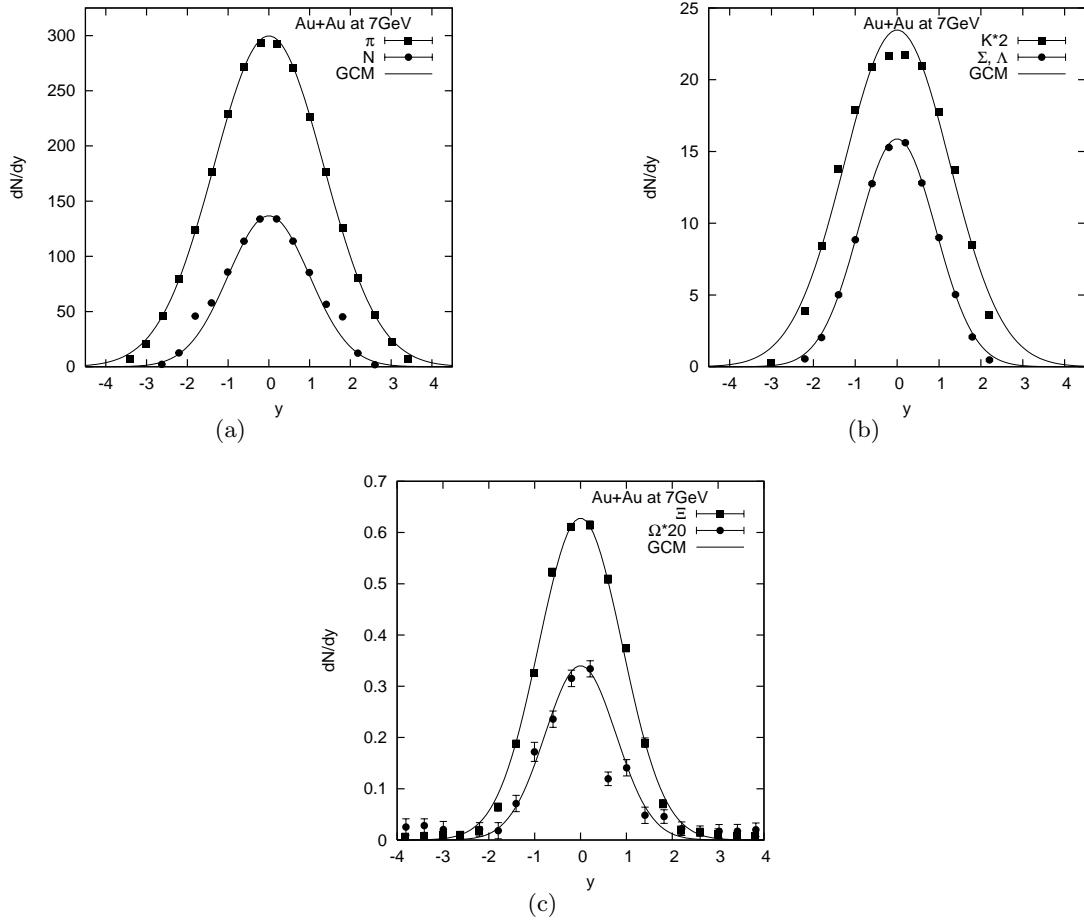 Au+Au at 7GeV
π
N
GCM
dN/dy
300
250
200
150
100
50
0
-4 -3 -2 -1 0 1 2 3 4
y
(a)
Au+Au at 7GeV
K*2
Σ, Λ
GCM
dN/dy
25
20
15
10
5
0
-4 -3 -2 -1 0 1 2 3 4
y
(b)
Au+Au at 7GeV
Ξ
Ω*20
GCM
dN/dy
0.7
0.6
0.5
0.4
0.3
0.2
0.1
0
-4 -3 -2 -1 0 1 2 3 4
y
(c)